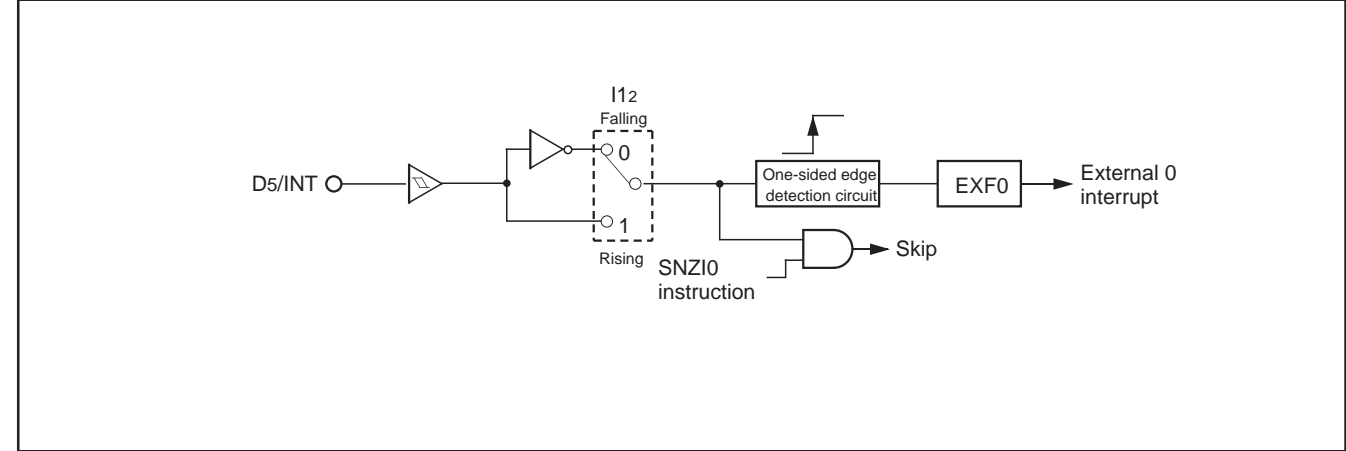 I12
Falling
0
D5/INT
1
Rising
One-sided edge
detection circuit
EXF0
External 0
interrupt
Skip
SNZI0
instruction